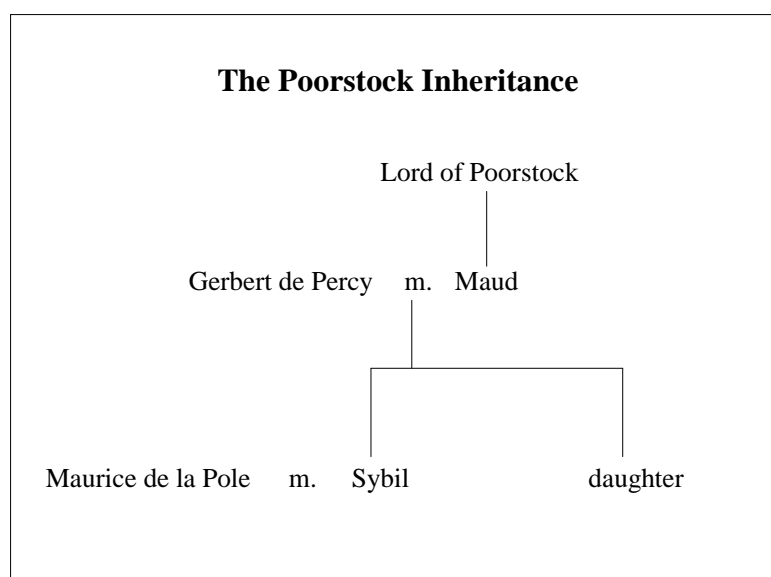 The Poorstock Inheritance
Lord of Poorstock
Gerbert de Percy m. Maud
Maurice de la Pole m. Sybil daughter